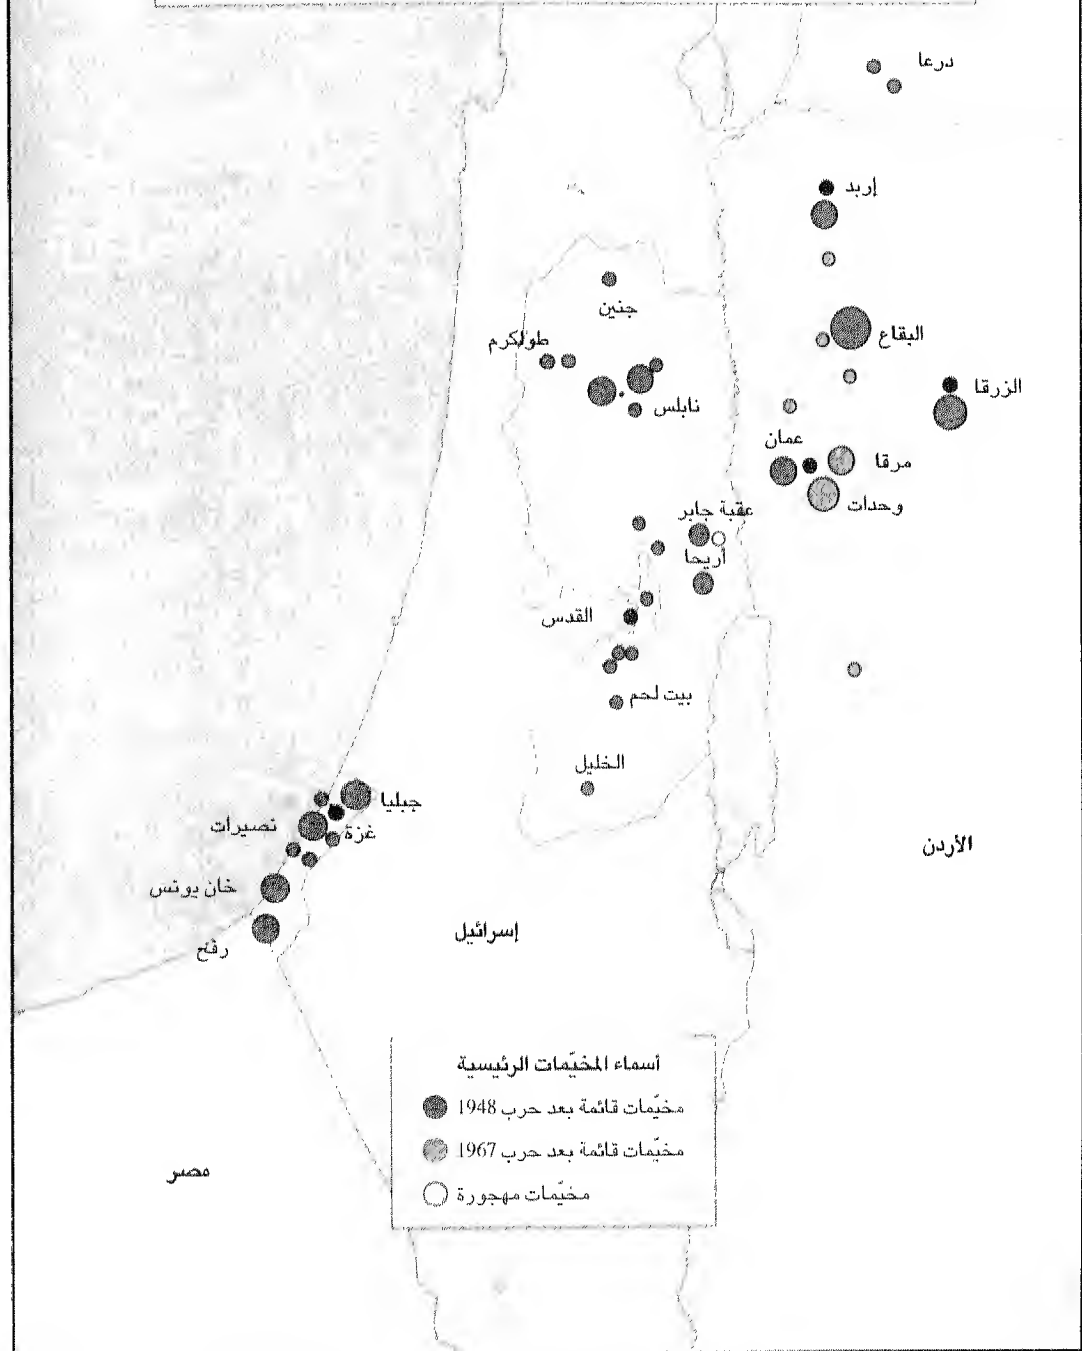 درعا
إربد
جنين
البقاع
طولكرم
الزرقا
نابلس
عمان
مرقا
وحدات
عقبة جابر
أريحا
القدس
بيت لحم
الخليل
جبليا
نصيرات
غزة
الأردن
خان يونس
إسرائيل
رفح
أسماء المخيّمات الرئيسية
مخيّمات قائمة بعد حرب 1948
مخيّمات قائمة بعد حرب 1967
مخيّمات مهجورة
مصر